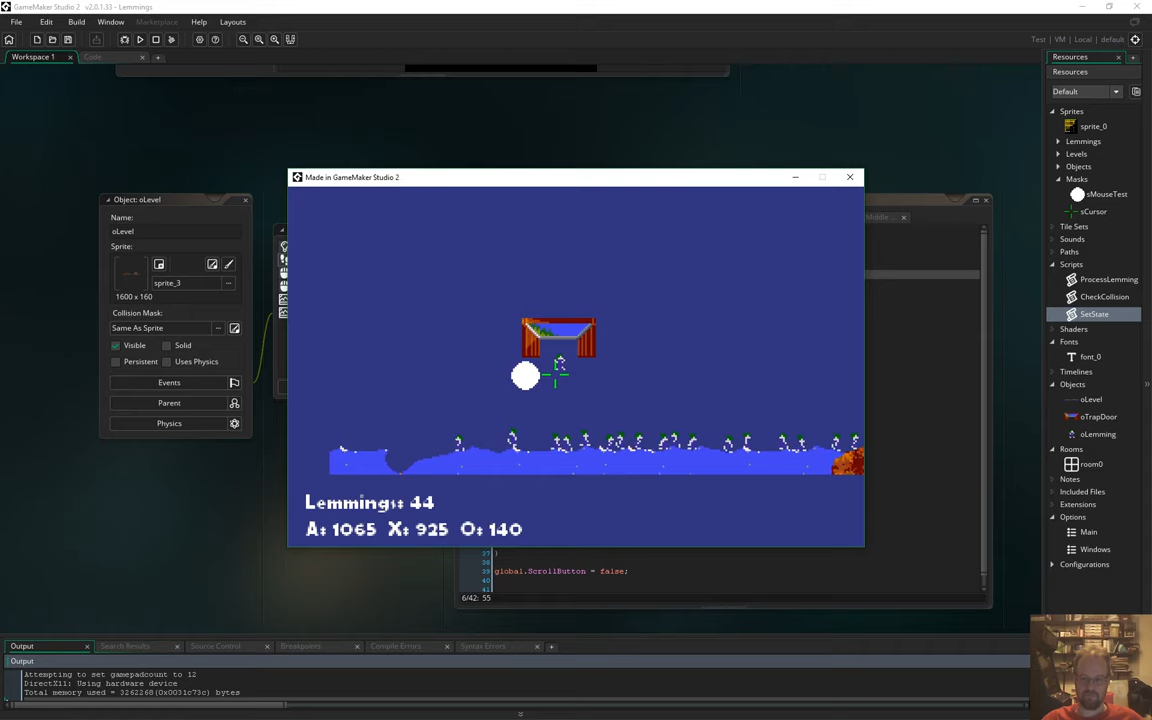 GameMaker Studio 2 v2.0.1.33 - Lemmings
File Edit Build Window Marketplace Help Layouts
Test | VM | Local | default
Workspace 1
Code
Resources
Resources
Default
Sprites
sprite_0
Lemmings
Levels
Objects
Masks
sMouseTest
sCursor
Tile Sets
Sounds
Paths
Scripts
ProcessLemming
CheckCollision
SetState
Shaders
Fonts
font_0
Timelines
Objects
oLevel
oTrapDoor
oLemming
Rooms
room0
Notes
Included Files
Extensions
Options
Main
Windows
Configurations
Object: oLevel
Name:
oLevel
Sprite:
sprite_3
1600 x 160
Collision Mask:
Same As Sprite
Visible Solid
Persistent Uses Physics
Events
Parent
Physics
Made in GameMaker Studio 2
Middle ...
Lemmings: 44
A: 1065 X: 925 O: 140
37 }
38
39 global.ScrollButton = false;
40
41
6/42: 55
Output Search Results Source Control Breakpoints Compile Errors Syntax Errors
Output
Attempting to set gamepadcount to 12
DirectX11: Using hardware device
Total memory used = 3262268(0x0031c73c) bytes